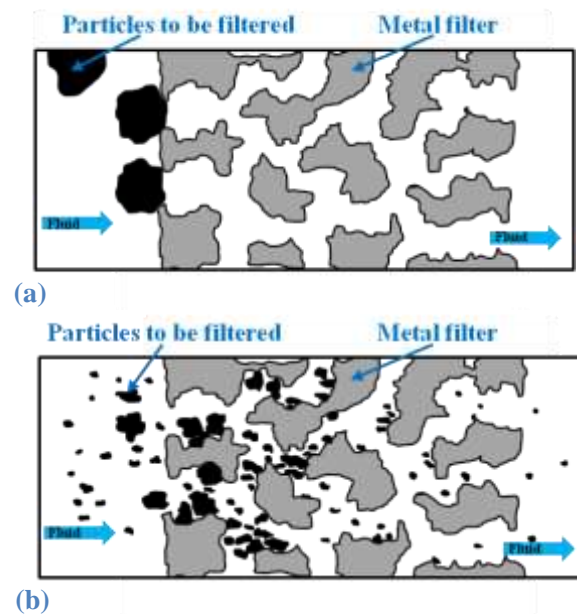 Particles to be filtered Metal filter
Fluid Fluid
(a)
Particles to be filtered Metal filter
Fluid Fluid
(b)